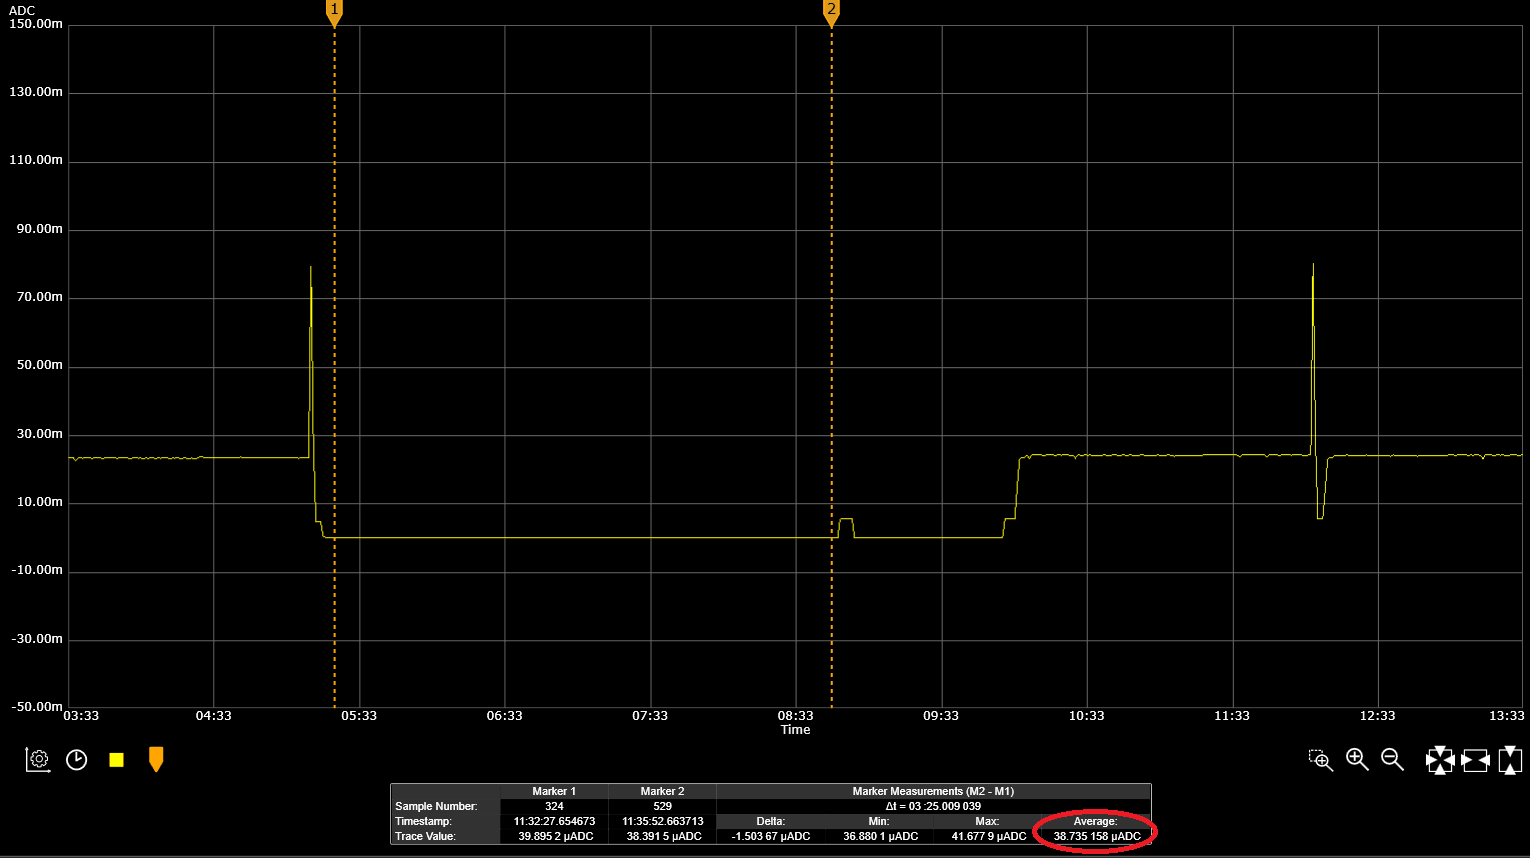 ADC
1 2
150.00m
130.00m
110.00m
90.00m
70.00m
50.00m
30.00m
10.00m
-10.00m
-30.00m
-50.00m
03:33 04:33 05:33 06:33 07:33 08:33 09:33 10:33 11:33 12:33 13:33
Time
Marker 1 Marker 2 Marker Measurements (M2 - M1)
Sample Number: 324 529 Δt = 03 :25.009 039
Timestamp: 11:32:27.654673 11:35:52.663713 Delta: Min: Max: Average:
Trace Value: 39.895 2 µADC 38.391 5 µADC -1.503 67 µADC 36.880 1 µADC 41.677 9 µADC 38.735 158 µADC